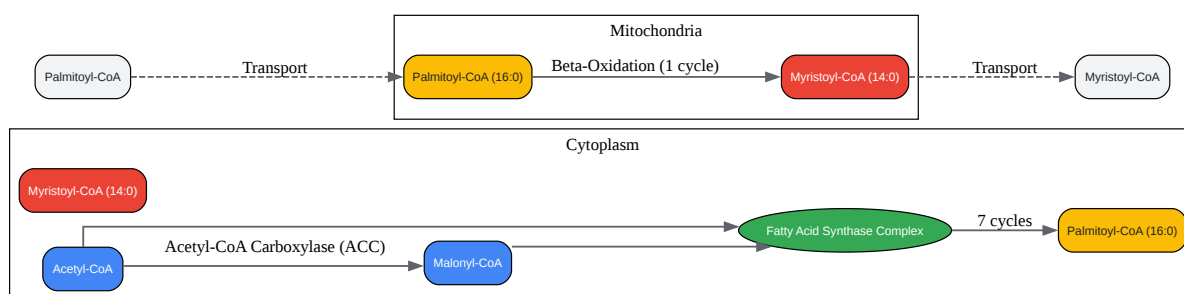 Mitochondria
Palmitoyl-CoA
Transport
Palmitoyl-CoA (16:0)
Beta-Oxidation (1 cycle)
Myristoyl-CoA (14:0)
Transport
Myristoyl-CoA
Cytoplasm
Myristoyl-CoA (14:0)
Acetyl-CoA
Acetyl-CoA Carboxylase (ACC)
Malonyl-CoA
Fatty Acid Synthase Complex
7 cycles
Palmitoyl-CoA (16:0)